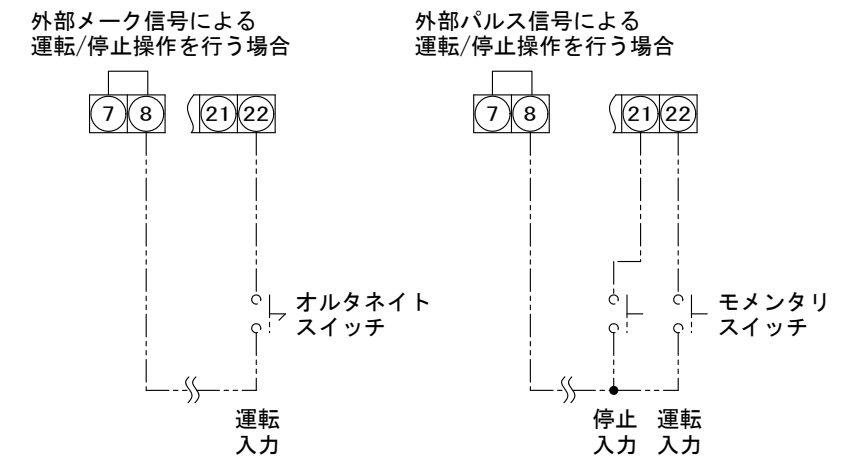 外部メーク信号による
運転/停止操作を行う場合
7 8 21 22
オルタネイト
スイッチ
運転
入力
外部パルス信号による
運転/停止操作を行う場合
7 8 21 22
モメンタリ
スイッチ
停止 運転
入力 入力